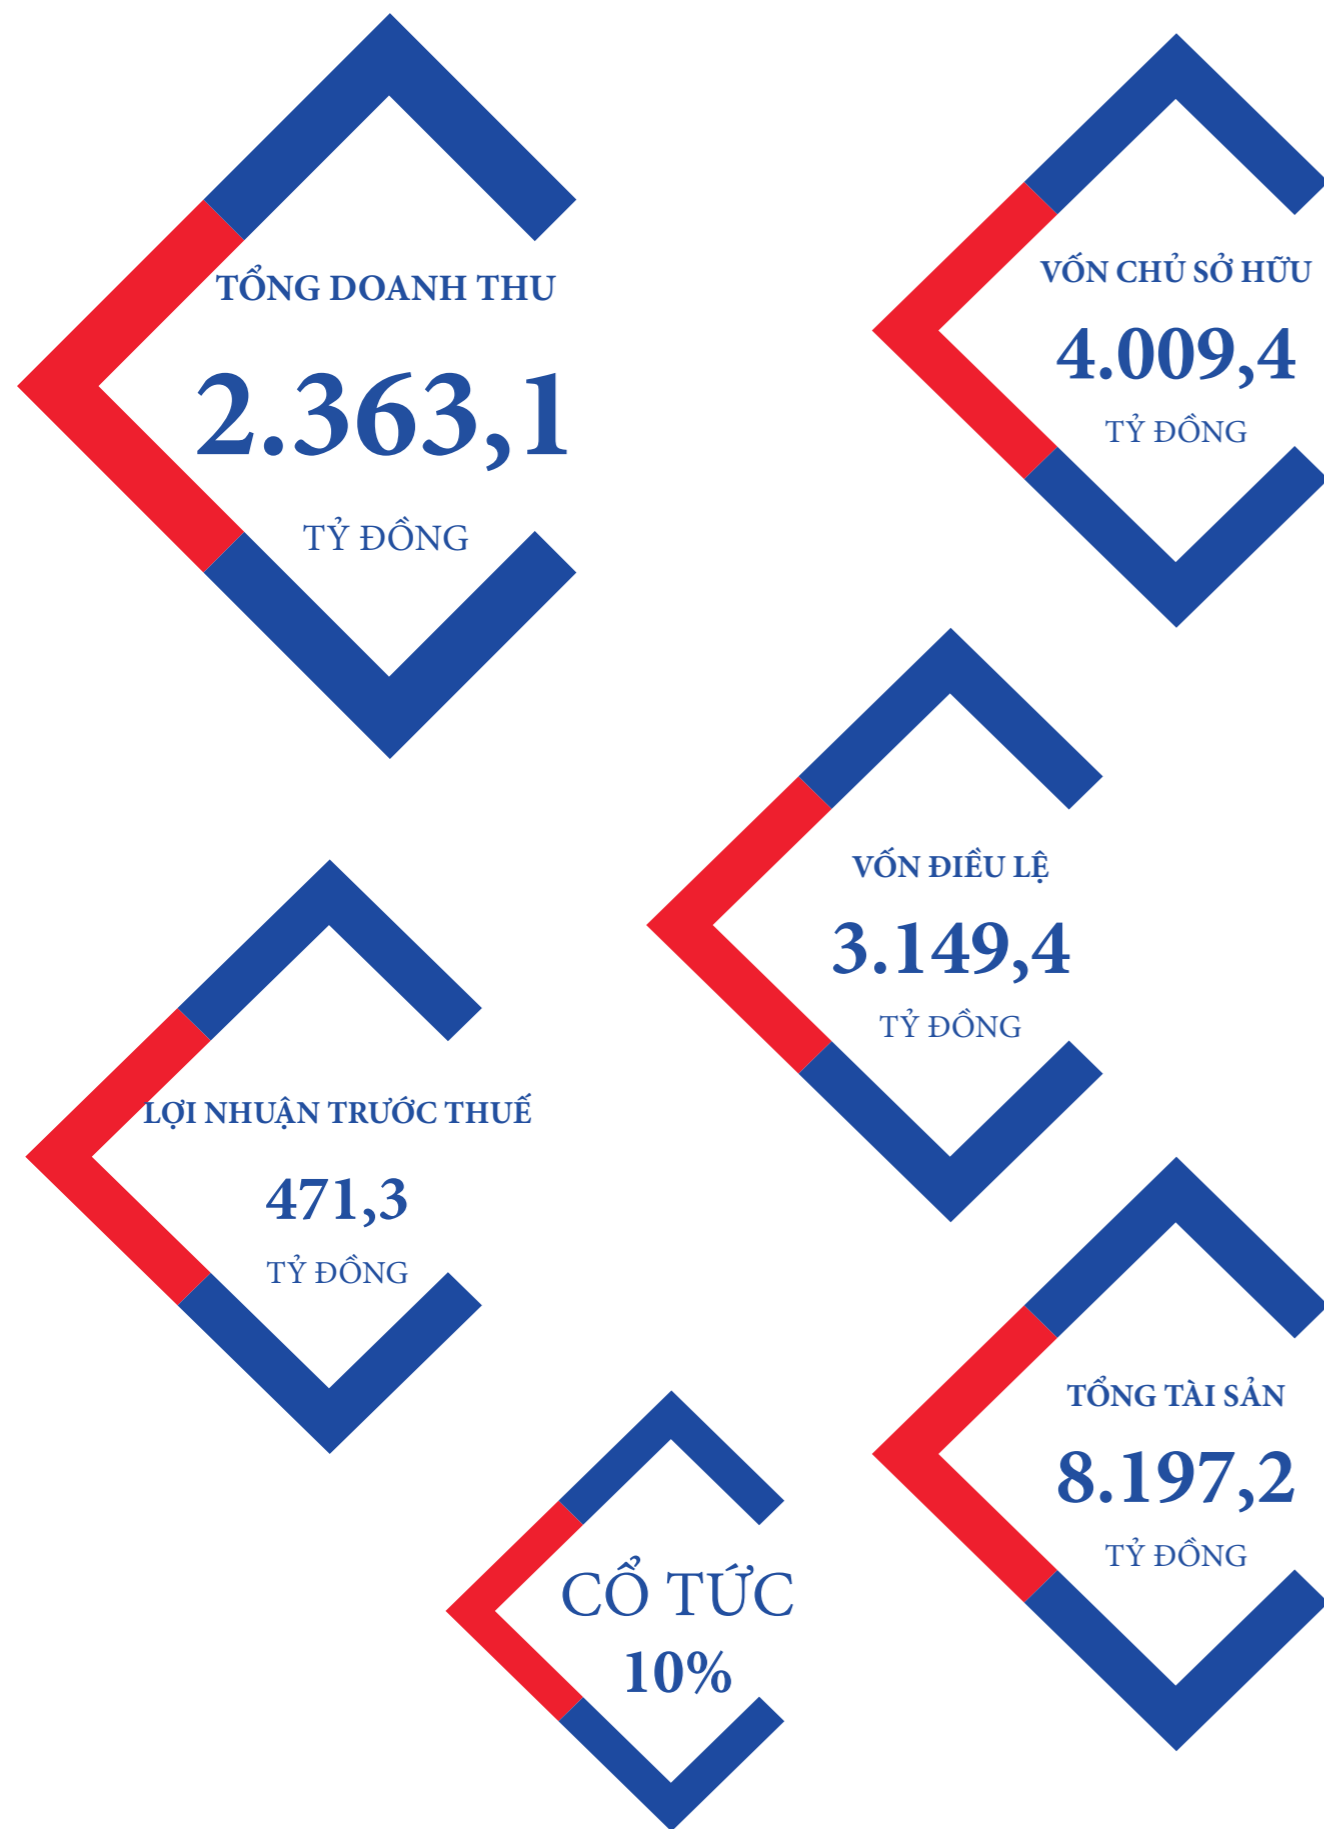 TỔNG DOANH THU
2.363,1
TỶ ĐỒNG
VỐN CHỦ SỞ HỮU
4.009,4
TỶ ĐỒNG
VỐN ĐIỀU LỆ
3.149,4
TỶ ĐỒNG
LỢI NHUẬN TRƯỚC THUẾ
471,3
TỶ ĐỒNG
TỔNG TÀI SẢN
8.197,2
TỶ ĐỒNG
CỔ TỨC
10%